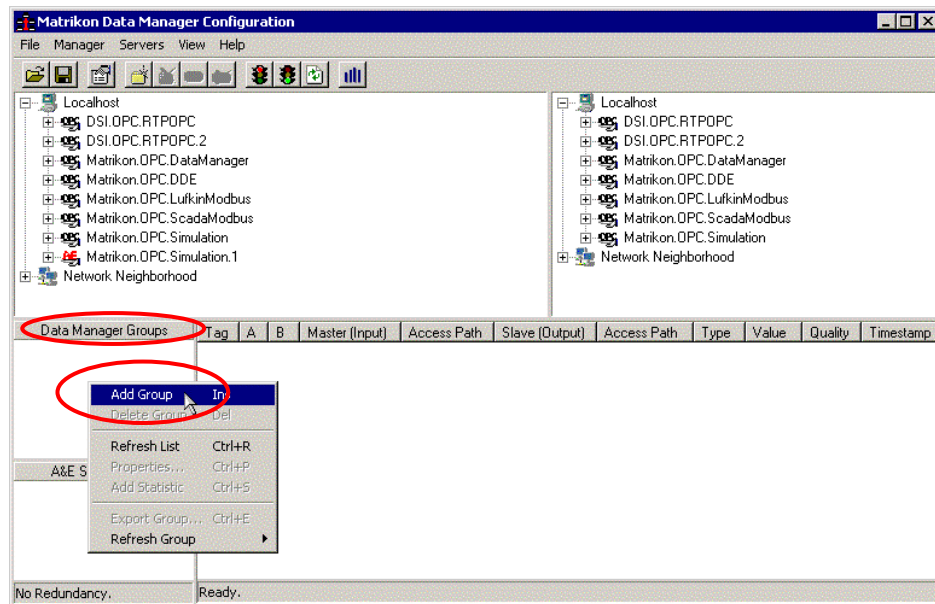 Matrikon Data Manager Configuration
File Manager Servers View Help
Localhost
DSI.OPC.RTPOPC
DSI.OPC.RTPOPC.2
Matrikon.OPC.DataManager
Matrikon.OPC.DDE
Matrikon.OPC.LufkinModbus
Matrikon.OPC.ScadaModbus
Matrikon.OPC.Simulation
Matrikon.OPC.Simulation.1
Network Neighborhood
Localhost
DSI.OPC.RTPOPC
DSI.OPC.RTPOPC.2
Matrikon.OPC.DataManager
Matrikon.OPC.DDE
Matrikon.OPC.LufkinModbus
Matrikon.OPC.ScadaModbus
Matrikon.OPC.Simulation
Network Neighborhood
Data Manager Groups Tag A B Master (Input) Access Path Slave (Output) Access Path Type Value Quality Timestamp
Add Group Ins
Delete Group Del
Refresh List Ctrl+R
A&E S
Properties... Ctrl+P
Add Statistic Ctrl+S
Export Group... Ctrl+E
Refresh Group
No Redundancy. Ready.